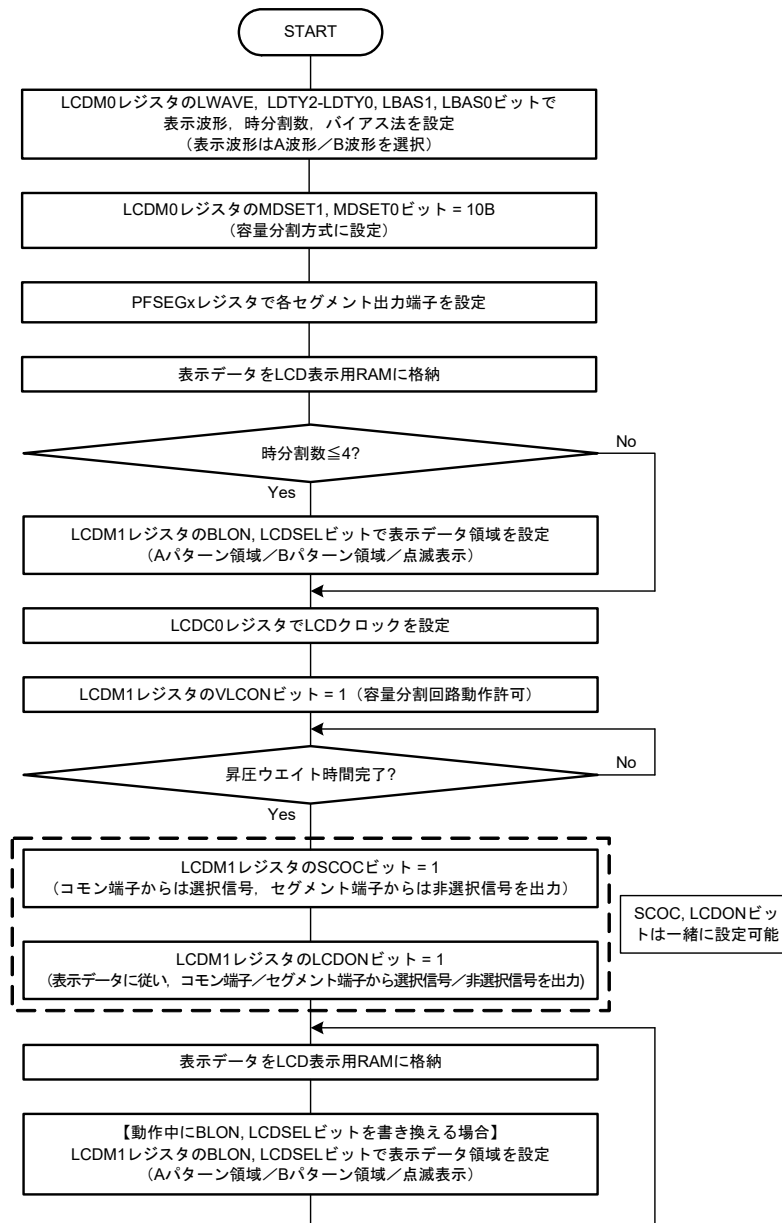 START
LCDM0レジスタのLWAVE, LDTY2-LDTY0, LBAS1, LBAS0ビットで
表示波形，時分割数，バイアス法を設定
（表示波形はA波形／B波形を選択）
LCDM0レジスタのMDSET1, MDSET0ビット = 10B
（容量分割方式に設定）
PFSEGxレジスタで各セグメント出力端子を設定
表示データをLCD表示用RAMに格納
時分割数≦4?
No
Yes
LCDM1レジスタのBLON, LCDSELビットで表示データ領域を設定
（Aパターン領域／Bパターン領域／点滅表示）
LCDC0レジスタでLCDクロックを設定
LCDM1レジスタのVLCONビット = 1（容量分割回路動作許可）
昇圧ウエイト時間完了?
No
Yes
LCDM1レジスタのSCOCビット = 1
（コモン端子からは選択信号，セグメント端子からは非選択信号を出力）
SCOC, LCDONビッ
トは一緒に設定可能
LCDM1レジスタのLCDONビット = 1
(表示データに従い，コモン端子／セグメント端子から選択信号／非選択信号を出力)
表示データをLCD表示用RAMに格納
【動作中にBLON, LCDSELビットを書き換える場合】
LCDM1レジスタのBLON, LCDSELビットで表示データ領域を設定
（Aパターン領域／Bパターン領域／点滅表示）